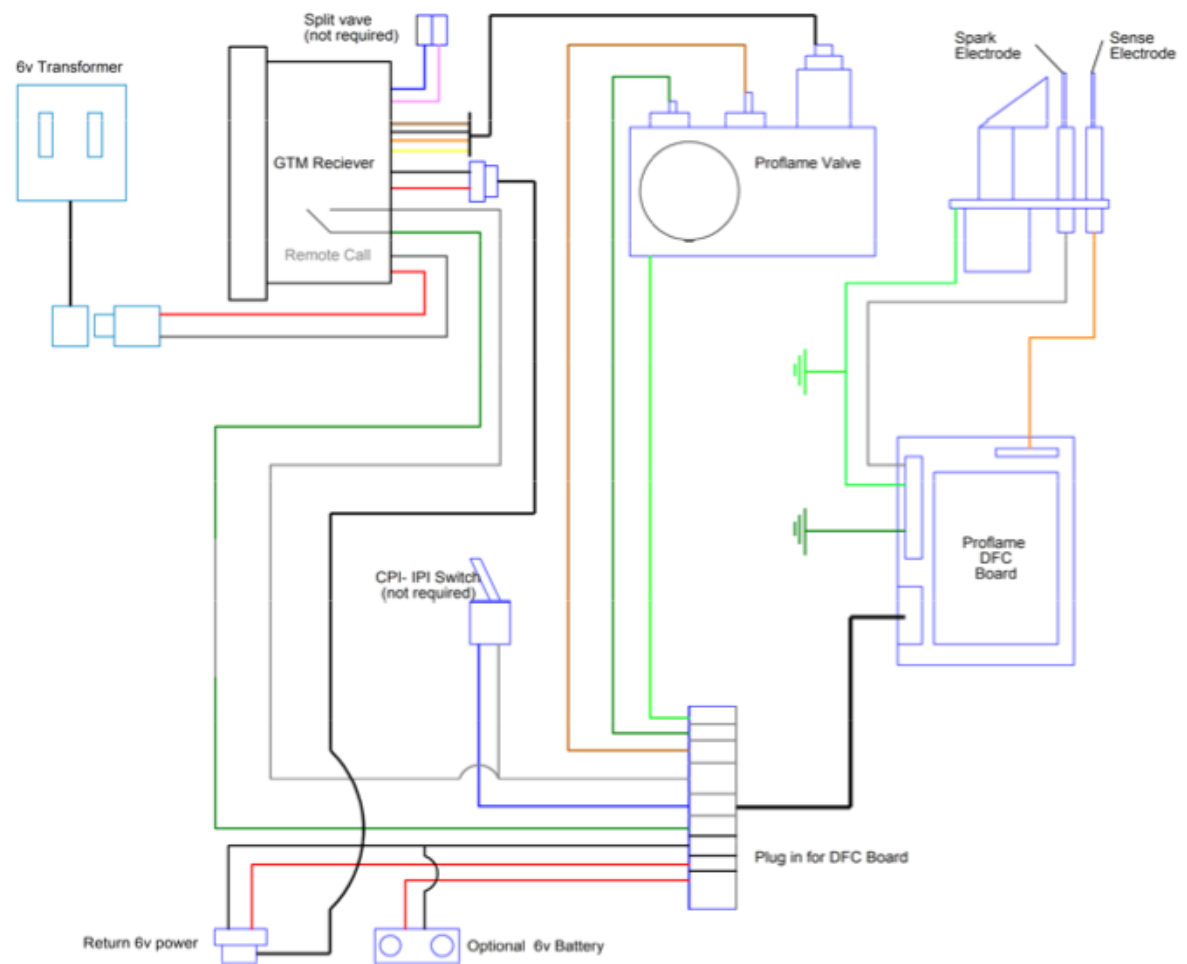 Split vave
(not required)
Spark
Electrode
Sense
Electrode
6v Transformer
GTM Reciever
Proflame Valve
Remote Call
Proflame
DFC
Board
CPI- IPI Switch
(not required)
Plug in for DFC Board
Return 6v power
Optional 6v Battery